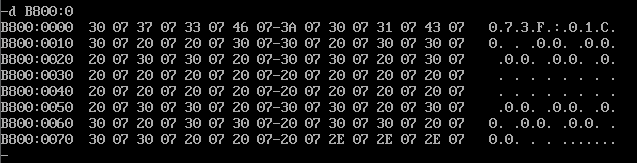 -d B800:0
B800:0000  30 07 37 07 33 07 46 07-3A 07 30 07 31 07 43 07   0.7.3.F.:.0.1.C.
B800:0010  30 07 20 07 20 07 30 07-30 07 20 07 30 07 30 07   0. . .0.0. .0.0.
B800:0020  20 07 30 07 30 07 20 07-30 07 30 07 20 07 30 07    .0.0. .0.0. .0.
B800:0030  20 07 20 07 20 07 20 07-20 07 20 07 20 07 20 07    . . . . . . . .
B800:0040  20 07 20 07 20 07 20 07-20 07 20 07 20 07 20 07    . . . . . . . .
B800:0050  20 07 30 07 30 07 20 07-30 07 30 07 20 07 30 07    .0.0. .0.0. .0.
B800:0060  30 07 20 07 30 07 30 07-20 07 30 07 30 07 20 07   0. .0.0. .0.0. .
B800:0070  30 07 30 07 20 07 20 07-20 07 2E 07 2E 07 2E 07   0.0. . . .......
-